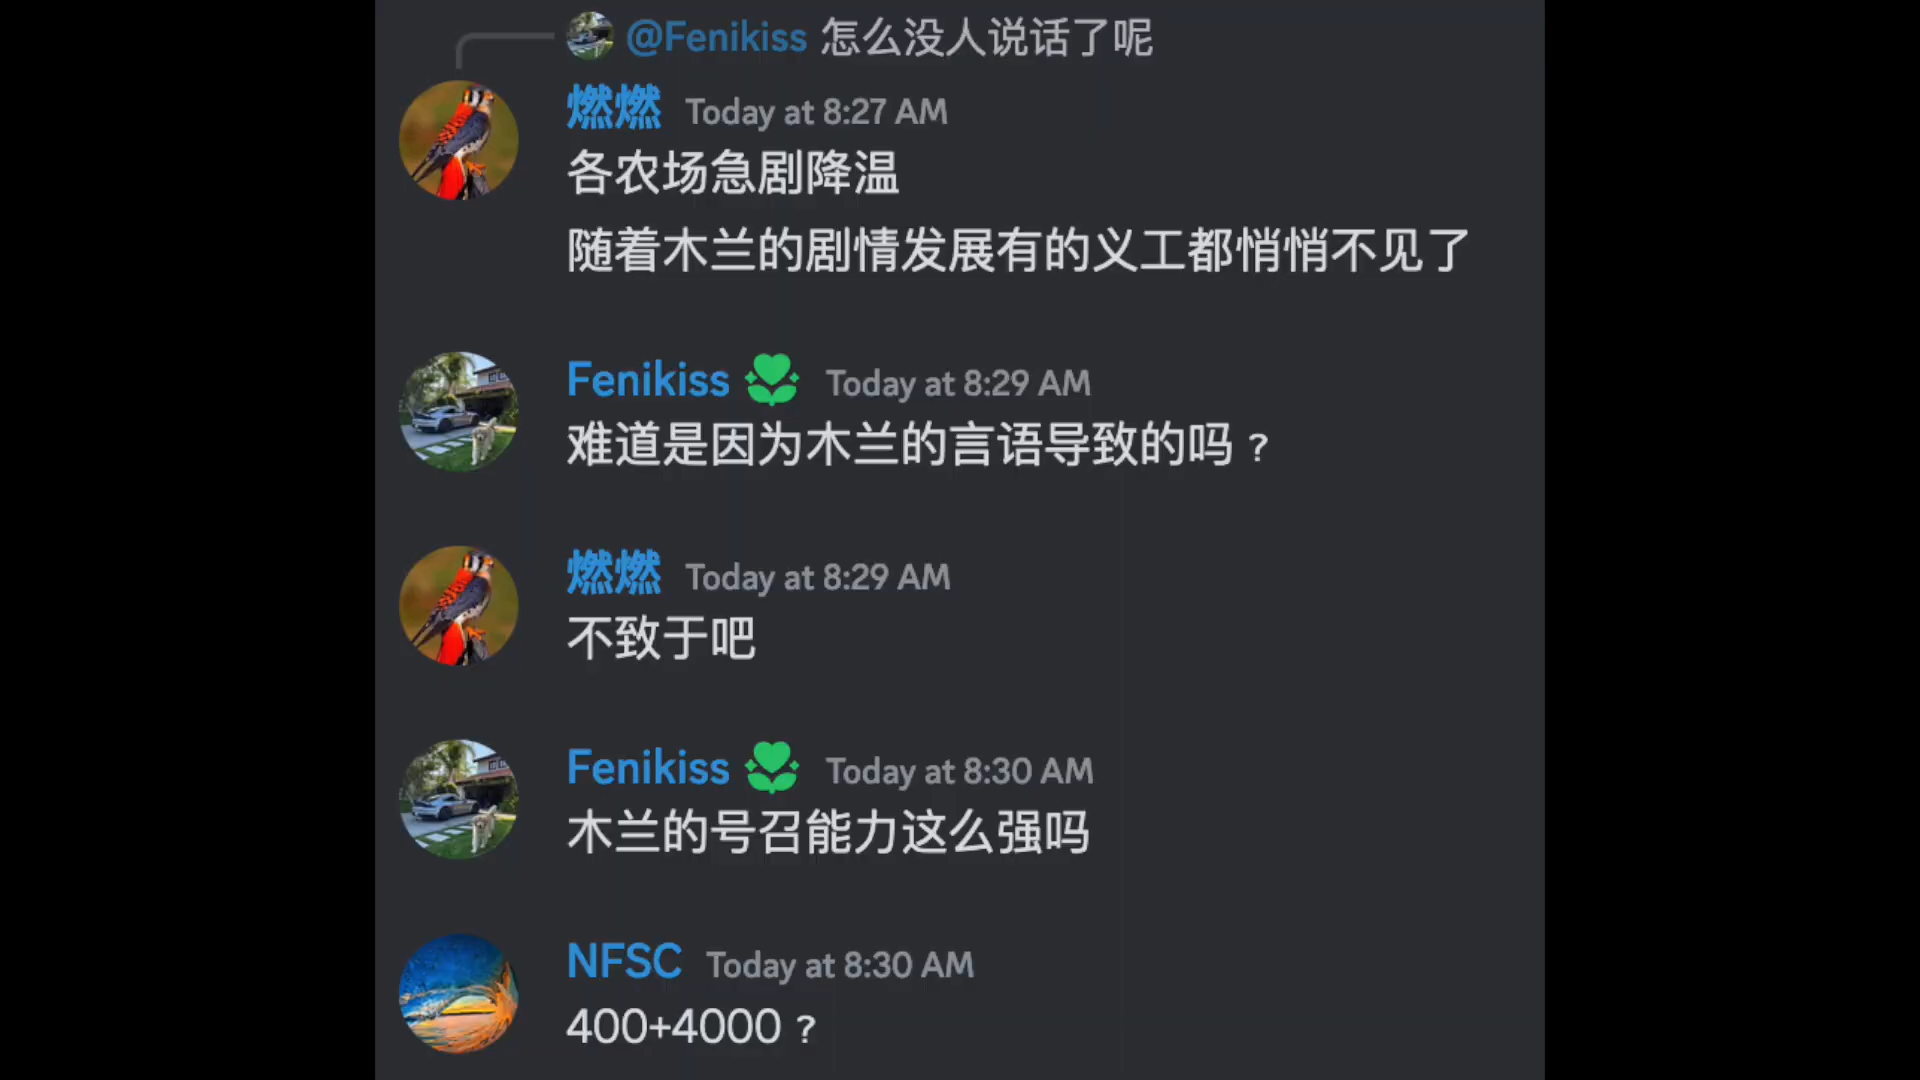 @Fenikiss 怎么没人说话了呢
燃燃 Today at 8:27 AM
各农场急剧降温
随着木兰的剧情发展有的义工都悄悄不见了
Fenikiss Today at 8:29 AM
难道是因为木兰的言语导致的吗？
燃燃 Today at 8:29 AM
不致于吧
Fenikiss Today at 8:30 AM
木兰的号召能力这么强吗
NFSC Today at 8:30 AM
400+4000？